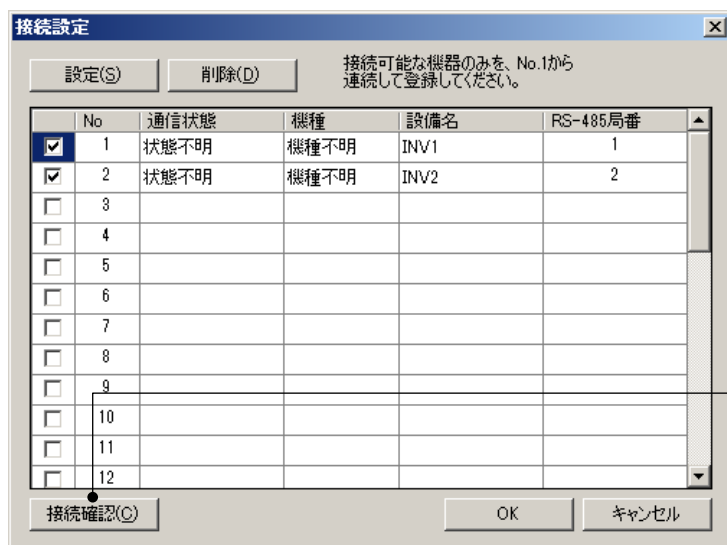 接続設定
設定(S) 削除(D) 接続可能な機器のみを、No.1から
連続して登録してください。
No 通信状態 機種 設備名 RS-485局番
1 状態不明 機種不明 INV1 1
2 状態不明 機種不明 INV2 2
3
4
5
6
7
8
9
10
11
12
接続確認(C) OK キャンセル